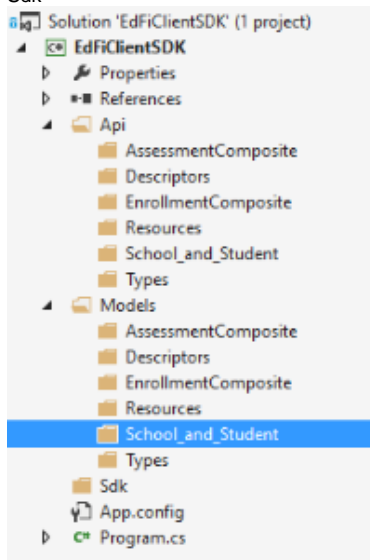 Sdk
Solution 'EdFiClientSDK' (1 project)
C# EdFiClientSDK
Properties
References
Api
AssessmentComposite
Descriptors
EnrollmentComposite
Resources
School_and_Student
Types
Models
AssessmentComposite
Descriptors
EnrollmentComposite
Resources
School_and_Student
Types
Sdk
App.config
C# Program.cs